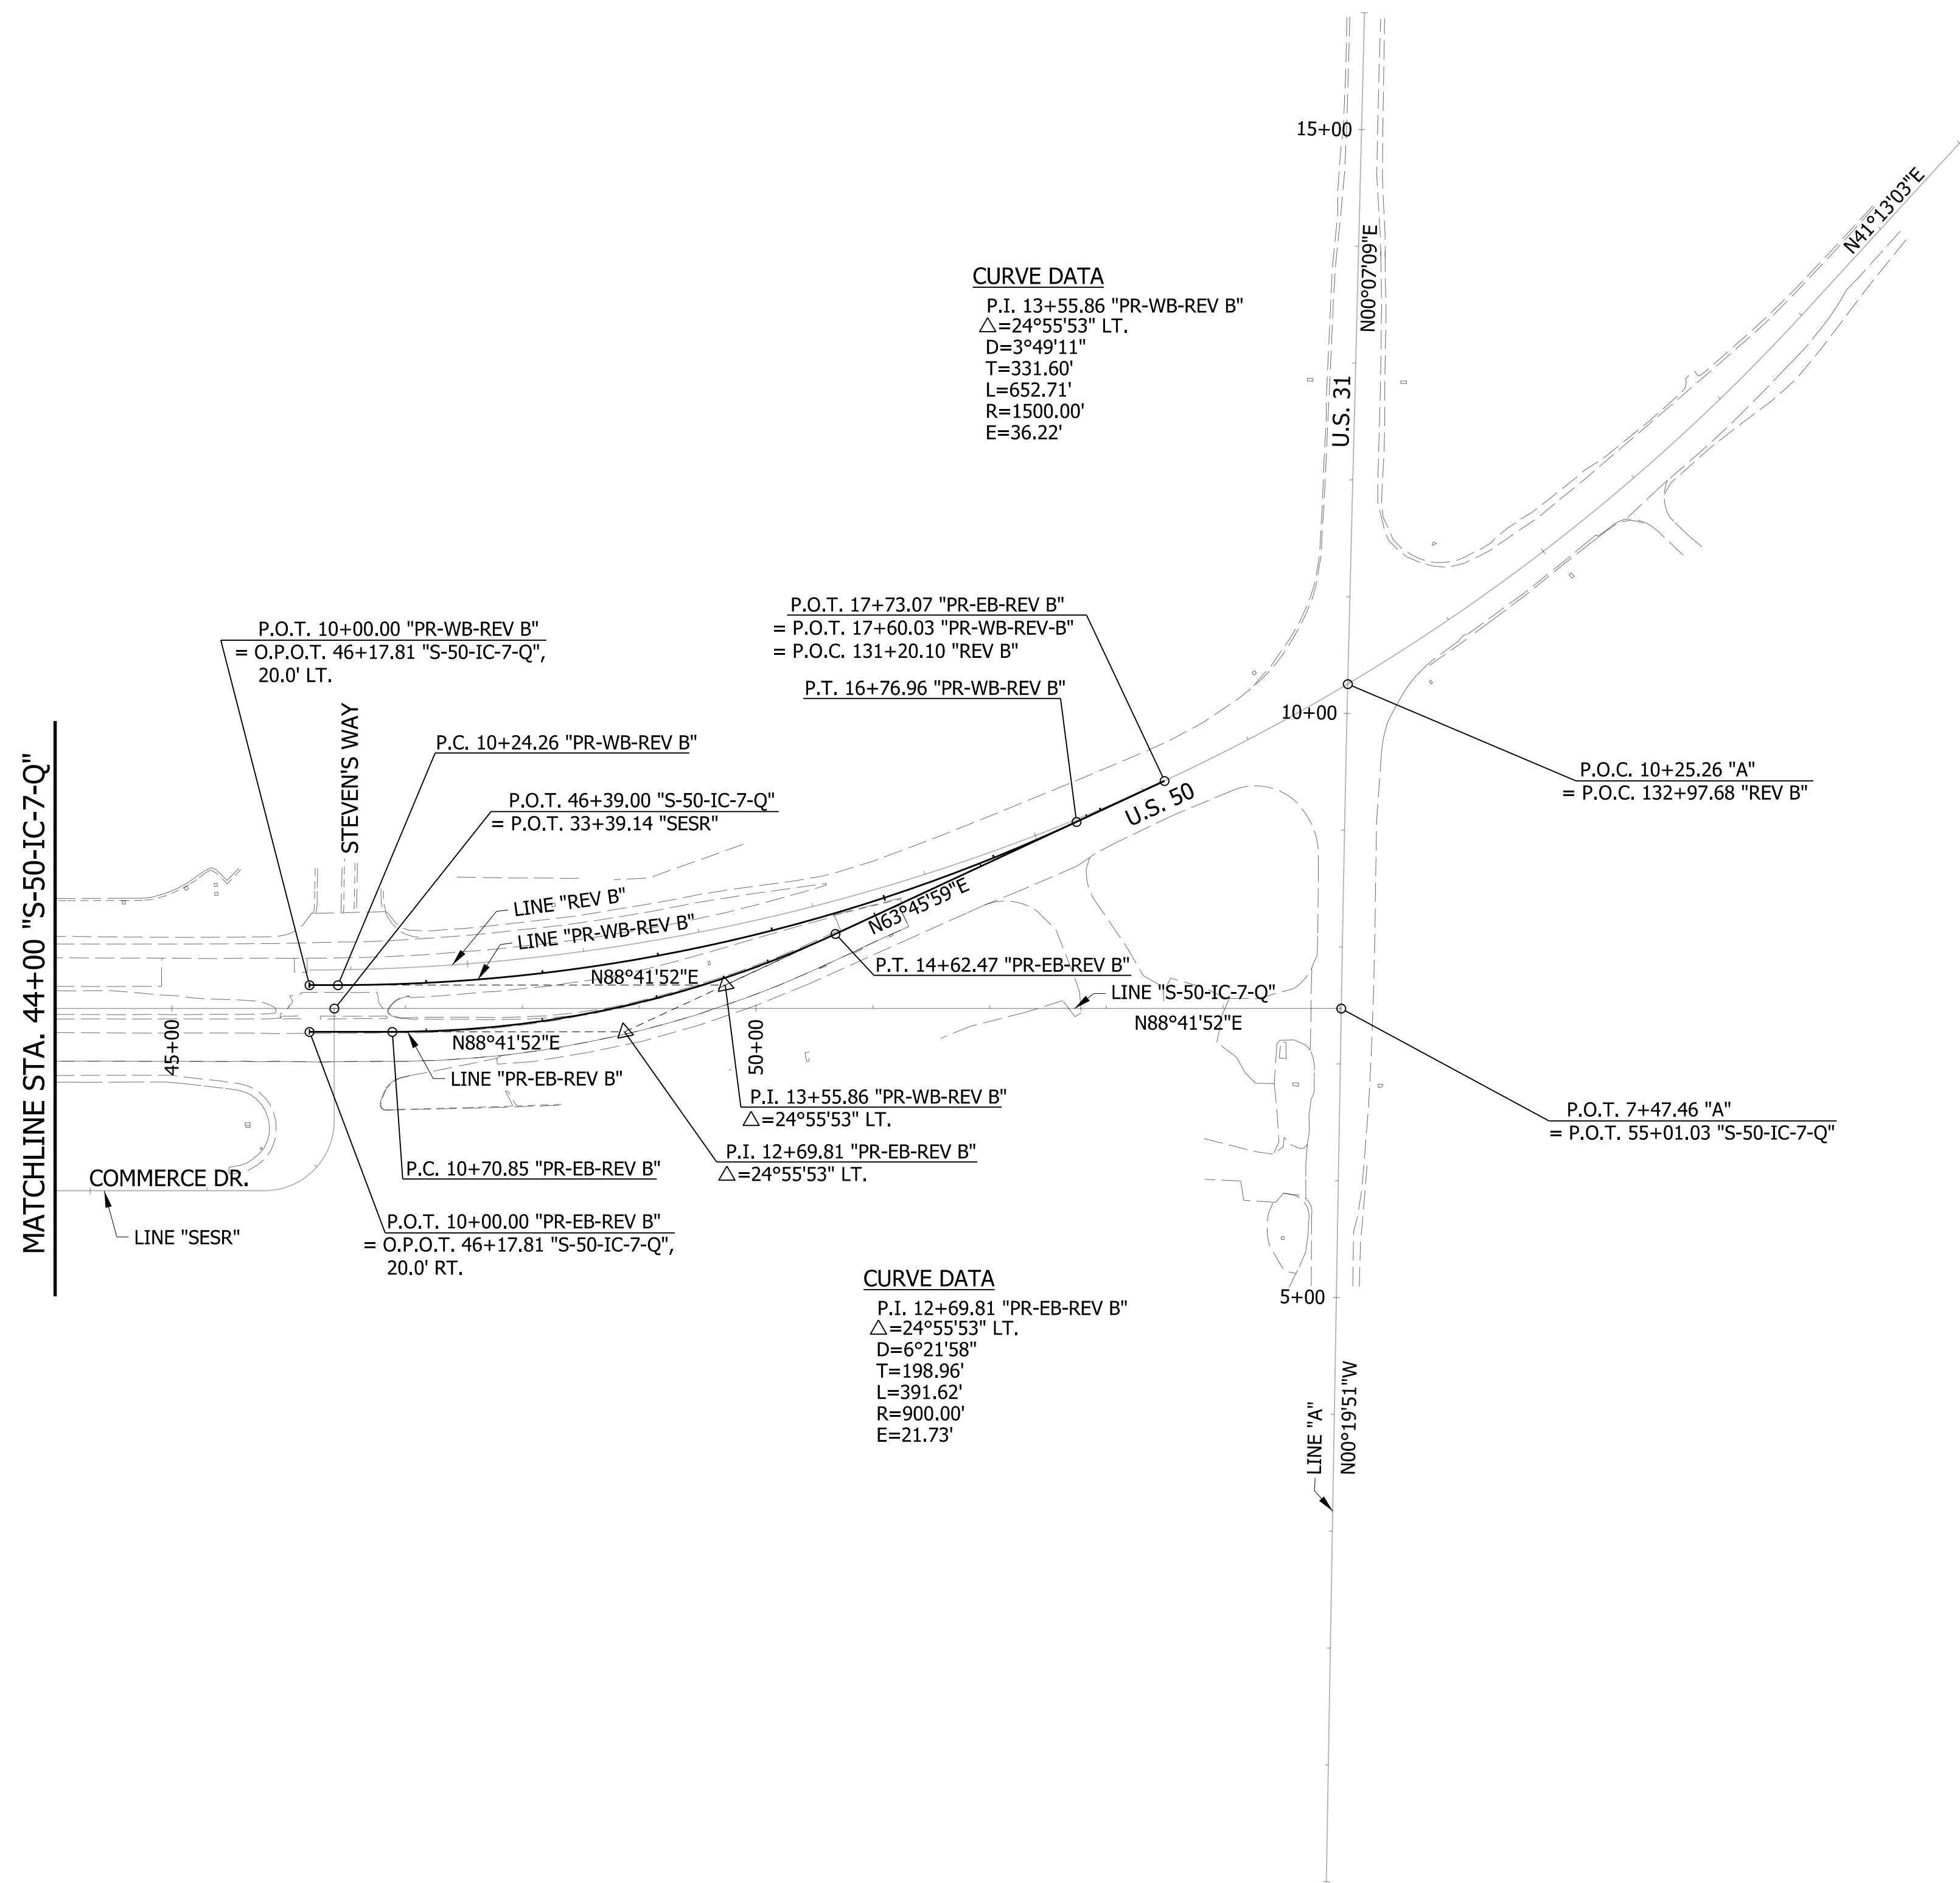 15+00
N41°13'03"E
N00°07'09"E
CURVE DATA
P.I. 13+55.86 "PR-WB-REV B"
△=24°55'53" LT.
D=3°49'11"
T=331.60'
L=652.71'
R=1500.00'
E=36.22'
U.S. 31
P.O.T. 17+73.07 "PR-EB-REV B"
= P.O.T. 17+60.03 "PR-WB-REV-B"
= P.O.C. 131+20.10 "REV B"
P.O.T. 10+00.00 "PR-WB-REV B"
= O.P.O.T. 46+17.81 "S-50-IC-7-Q",
20.0' LT.
P.T. 16+76.96 "PR-WB-REV B"
10+00
STEVEN'S WAY
P.C. 10+24.26 "PR-WB-REV B"
P.O.C. 10+25.26 "A"
= P.O.C. 132+97.68 "REV B"
MATCHLINE STA. 44+00 "S-50-IC-7-Q"
P.O.T. 46+39.00 "S-50-IC-7-Q"
= P.O.T. 33+39.14 "SESR"
U.S. 50
LINE "REV B"
N63°45'59"E
LINE "PR-WB-REV B"
P.T. 14+62.47 "PR-EB-REV B"
N88°41'52"E
LINE "S-50-IC-7-Q"
N88°41'52"E
N88°41'52"E
45+00
50+00
LINE "PR-EB-REV B"
P.I. 13+55.86 "PR-WB-REV B"
△=24°55'53" LT.
P.O.T. 7+47.46 "A"
= P.O.T. 55+01.03 "S-50-IC-7-Q"
P.I. 12+69.81 "PR-EB-REV B"
△=24°55'53" LT.
P.C. 10+70.85 "PR-EB-REV B"
COMMERCE DR.
LINE "SESR"
P.O.T. 10+00.00 "PR-EB-REV B"
= O.P.O.T. 46+17.81 "S-50-IC-7-Q",
20.0' RT.
CURVE DATA
P.I. 12+69.81 "PR-EB-REV B"
△=24°55'53" LT.
D=6°21'58"
T=198.96'
L=391.62'
R=900.00'
E=21.73'
5+00
LINE "A"
N00°19'51"W